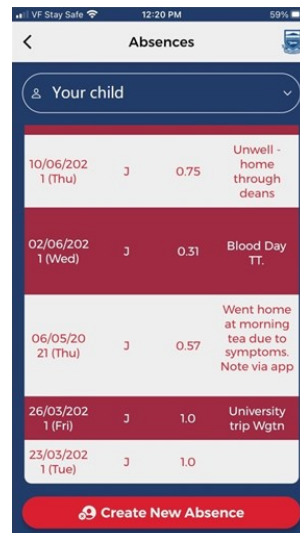 VF Stay Safe 12:20 PM 59%
Absences
Your child
10/06/202 J 0.75 Unwell -
1 (Thu) home
through
deans
02/06/202 J 0.31 Blood Day
1 (Wed) TT.
06/05/20 J 0.57 Went home
21 (Thu) at morning
tea due to
symptoms.
Note via app
26/03/202 J 1.0 University
1 (Fri) trip Wgtn
23/03/202 J 1.0
1 (Tue)
Create New Absence